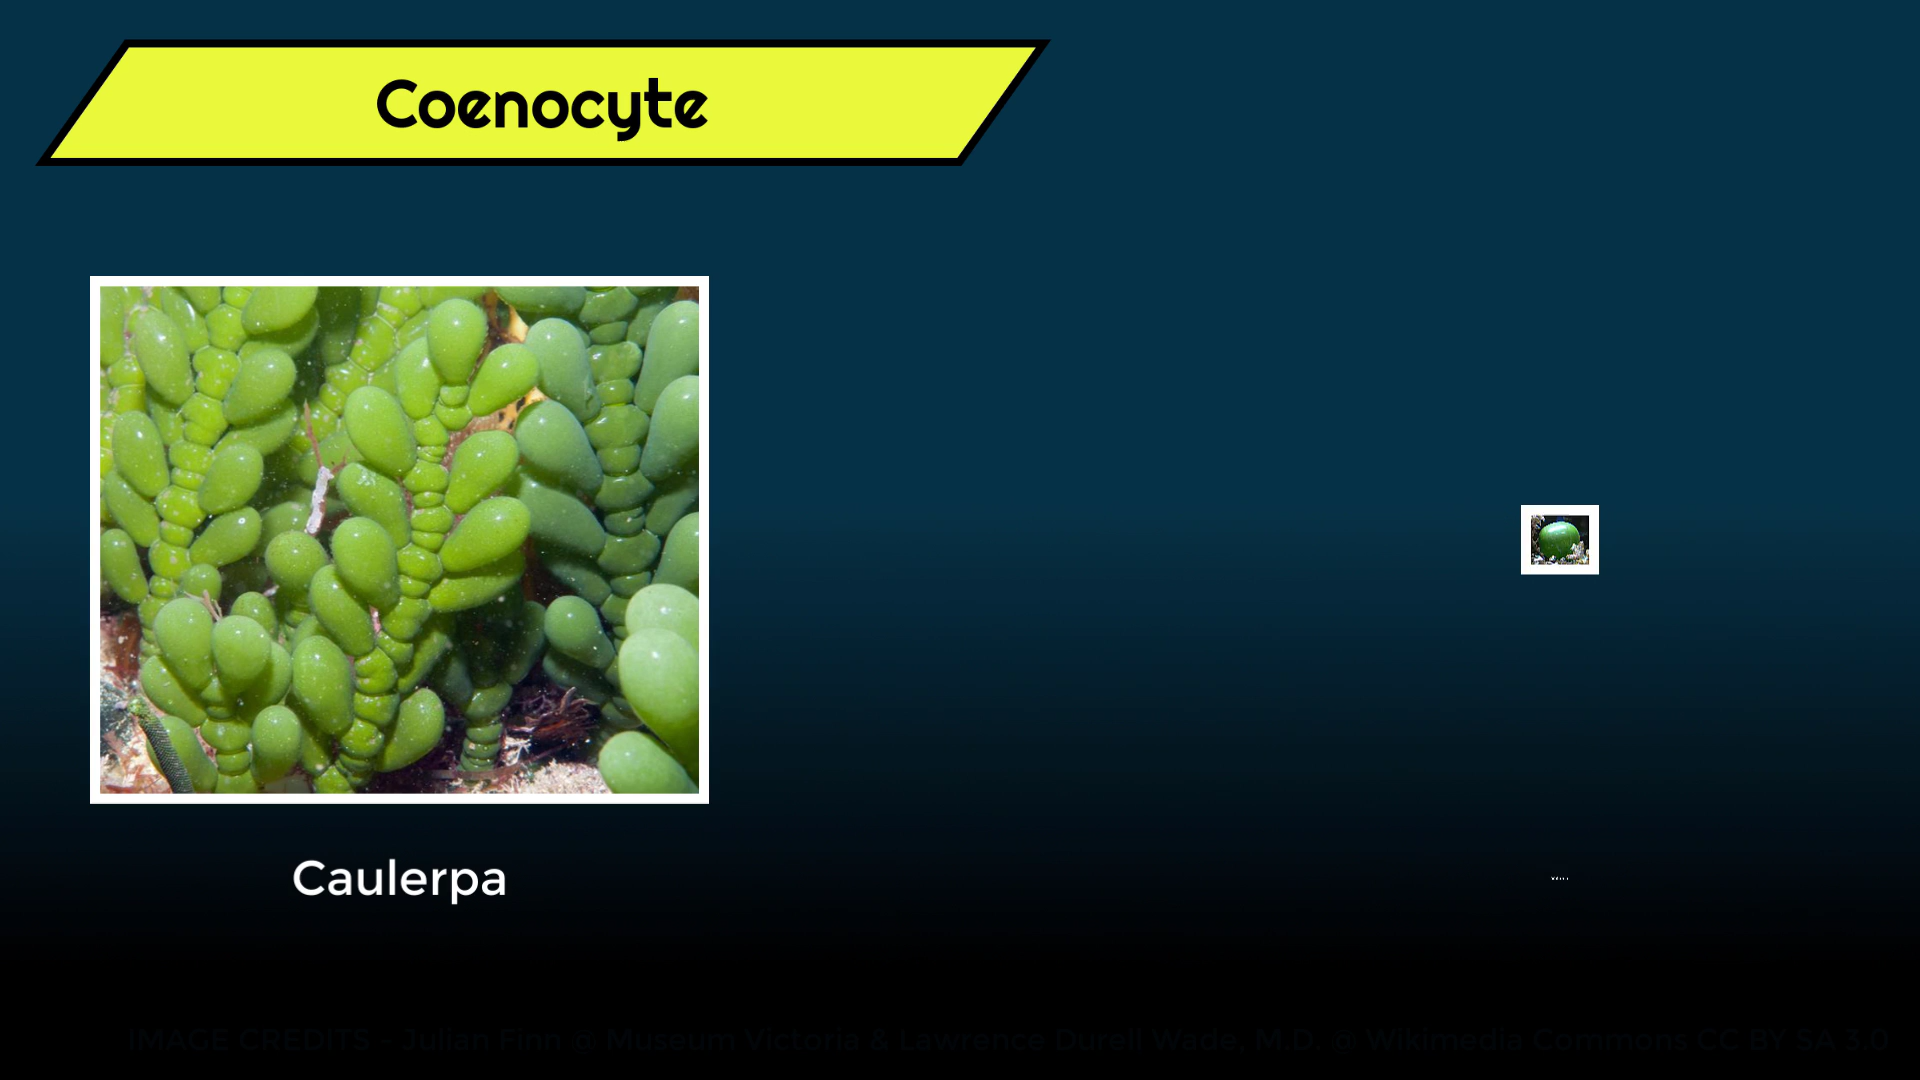 Coenocyte
Caulerpa
IMAGE CREDITS - Julian Finn @ Museum Victoria & Lawrence Durell Wade, M.D. @ Wikimedia Commons CC BY SA 3.0